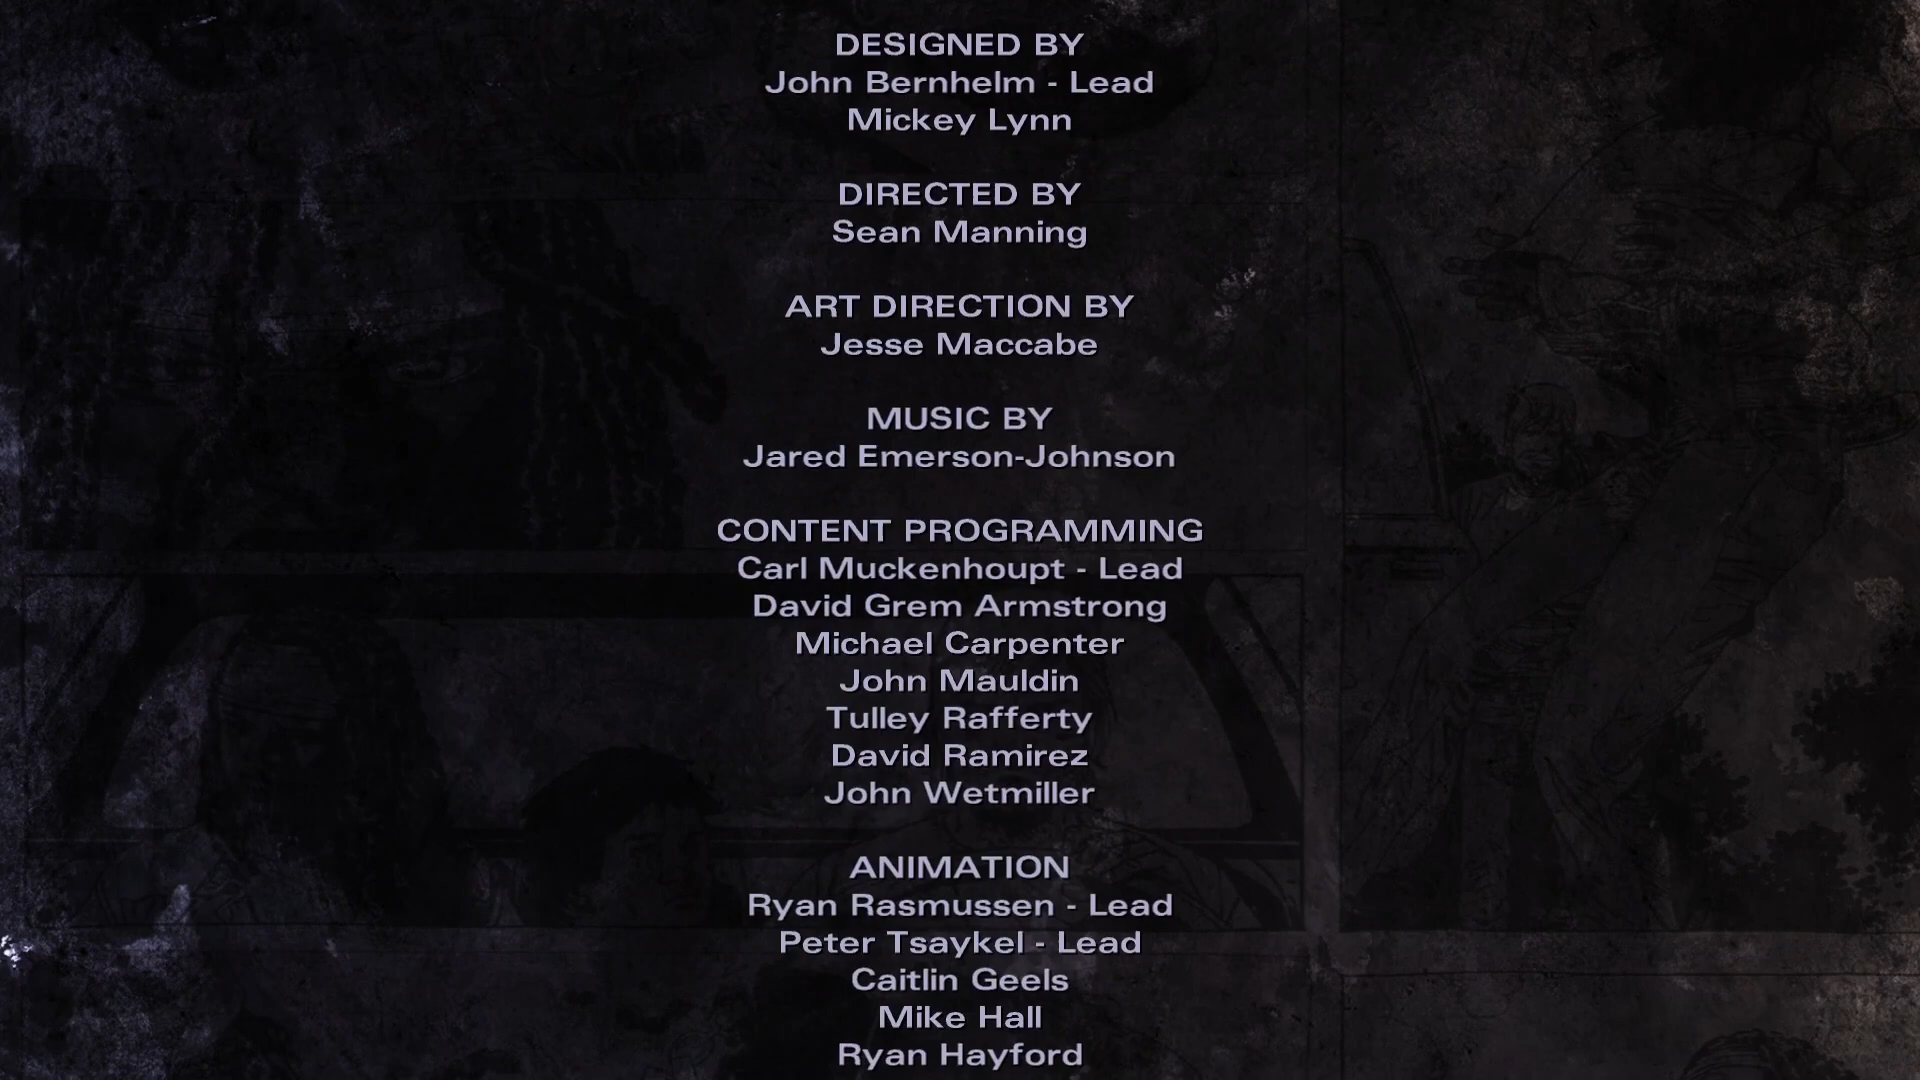 DESIGNED BY
John Bernhelm - Lead
Mickey Lynn
DIRECTED BY
Sean Manning
ART DIRECTION BY
Jesse Maccabe
MUSIC BY
Jared Emerson-Johnson
CONTENT PROGRAMMING
Carl Muckenhoupt - Lead
David Grem Armstrong
Michael Carpenter
John Mauldin
Tulley Rafferty
David Ramirez
John Wetmiller
ANIMATION
Ryan Rasmussen - Lead
Peter Tsaykel - Lead
Caitlin Geels
Mike Hall
Ryan Hayford